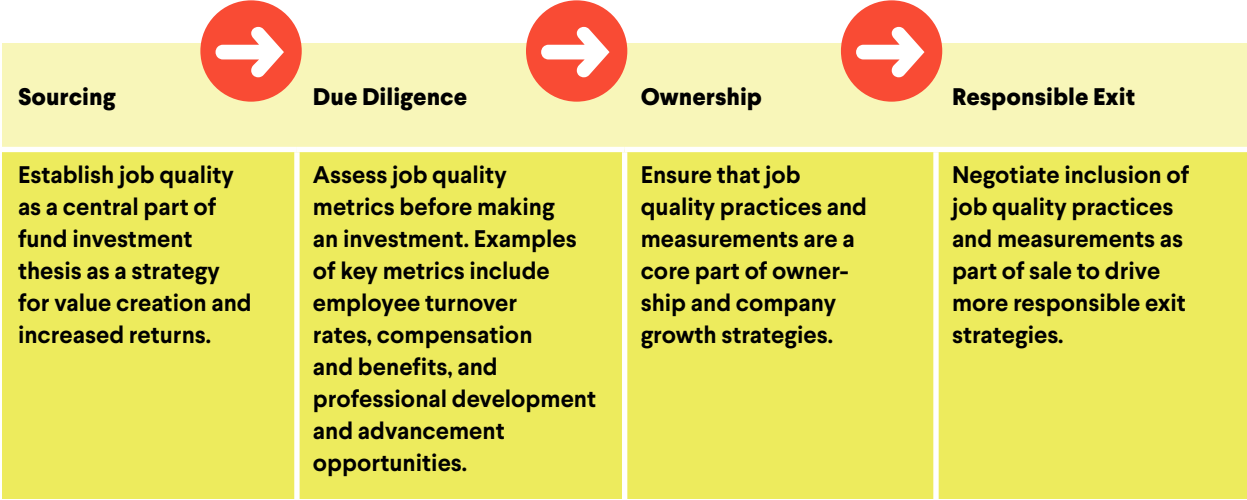 Sourcing
Due Diligence
Ownership
Responsible Exit
Establish job quality
as a central part of
fund investment
thesis as a strategy
for value creation and
increased returns.
Assess job quality
metrics before making
an investment. Examples
of key metrics include
employee turnover
rates, compensation
and benefits, and
professional development
and advancement
opportunities.
Ensure that job
quality practices and
measurements are a
core part of owner-
ship and company
growth strategies.
Negotiate inclusion of
job quality practices
and measurements as
part of sale to drive
more responsible exit
strategies.